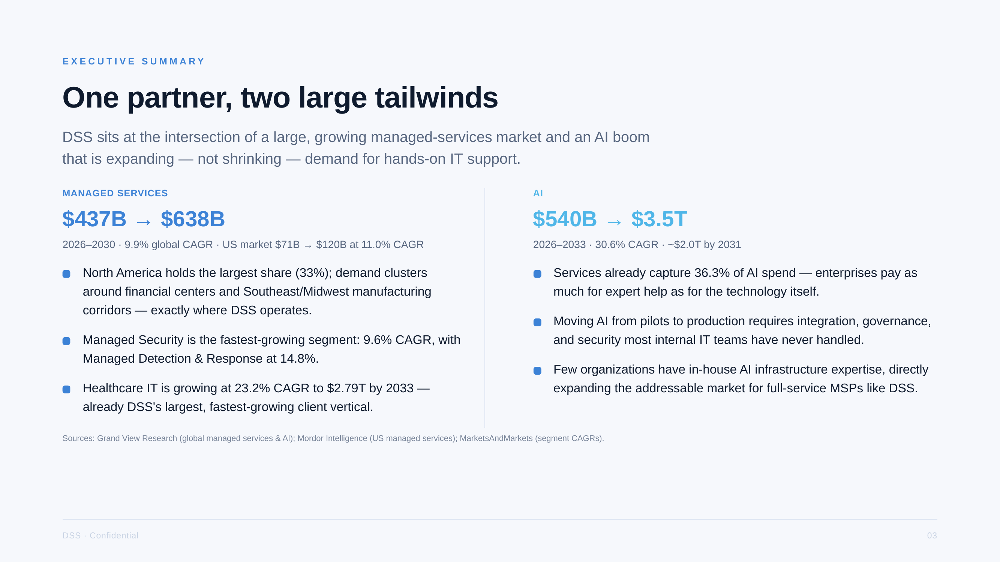 EXECUTIVE SUMMARY
One partner, two large tailwinds
DSS sits at the intersection of a large, growing managed-services market and an AI boom
that is expanding — not shrinking — demand for hands-on IT support.
MANAGED SERVICES
$437B → $638B
2026–2030 · 9.9% global CAGR · US market $71B → $120B at 11.0% CAGR
North America holds the largest share (33%); demand clusters
around financial centers and Southeast/Midwest manufacturing
corridors — exactly where DSS operates.
Managed Security is the fastest-growing segment: 9.6% CAGR, with
Managed Detection & Response at 14.8%.
Healthcare IT is growing at 23.2% CAGR to $2.79T by 2033 —
already DSS's largest, fastest-growing client vertical.
AI
$540B → $3.5T
2026–2033 · 30.6% CAGR · ~$2.0T by 2031
Services already capture 36.3% of AI spend — enterprises pay as
much for expert help as for the technology itself.
Moving AI from pilots to production requires integration, governance,
and security most internal IT teams have never handled.
Few organizations have in-house AI infrastructure expertise, directly
expanding the addressable market for full-service MSPs like DSS.
Sources: Grand View Research (global managed services & AI); Mordor Intelligence (US managed services); MarketsAndMarkets (segment CAGRs).
DSS · Confidential
03